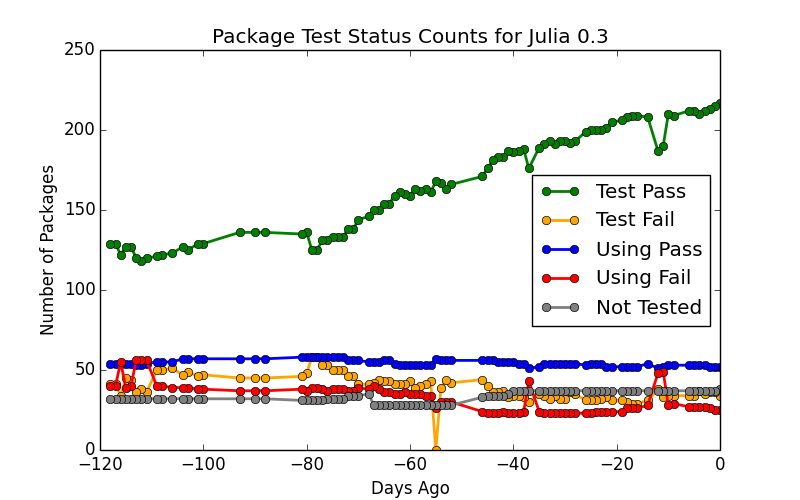 Package Test Status Counts for Julia 0.3
250
200
150
100
50
0
Number of Packages
Test Pass
Test Fail
Using Pass
Using Fail
Not Tested
−120 −100 −80 −60 −40 −20 0
Days Ago